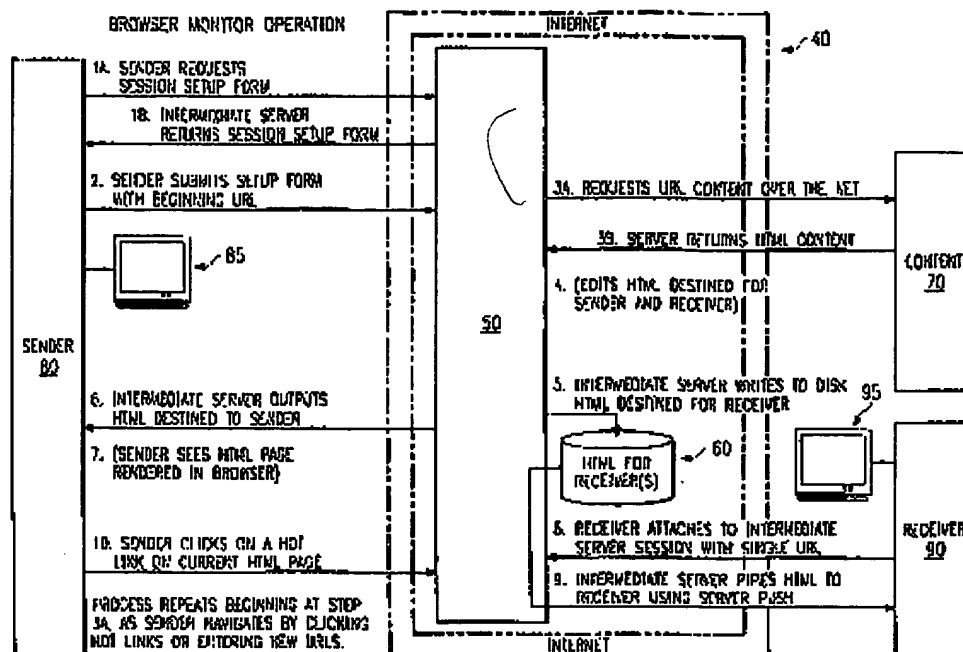 BROWSER MONITOR OPERATION
INTERNET
40
1A. SENDER REQUESTS
SESSION SETUP FORM
1B. INTERMEDIATE SERVER
RETURNS SESSION SETUP FORM
2. SENDER SUBMITS SETUP FORM
WITH BEGINNING URL
3A. REQUESTS URL CONTENT OVER THE NET
3B. SERVER RETURNS HTML CONTENT
85
CONTENT
70
4. (EDITS HTML DESTINED FOR
SENDER AND RECEIVER)
50
SENDER
80
5. INTERMEDIATE SERVER WRITES TO DISK
HTML DESTINED FOR RECEIVER
95
6. INTERMEDIATE SERVER OUTPUTS
HTML DESTINED TO SENDER
60
7. (SENDER SEES HTML PAGE
RENDERED IN BROWSER)
HTML FOR
RECEIVER(S)
8. RECEIVER ATTACHES TO INTERMEDIATE
SERVER SESSION WITH SINGLE URL
RECEIVER
90
10. SENDER CLICKS ON A HOT
LINK ON CURRENT HTML PAGE
9. INTERMEDIATE SERVER PIPES HTML TO
RECEIVER USING SERVER PUSH
PROCESS REPEATS BEGINNING AT STEP
3A, AS SENDER NAVIGATES BY CLICKING
HOT LINKS OR ENTERING NEW URLS.
INTERNET